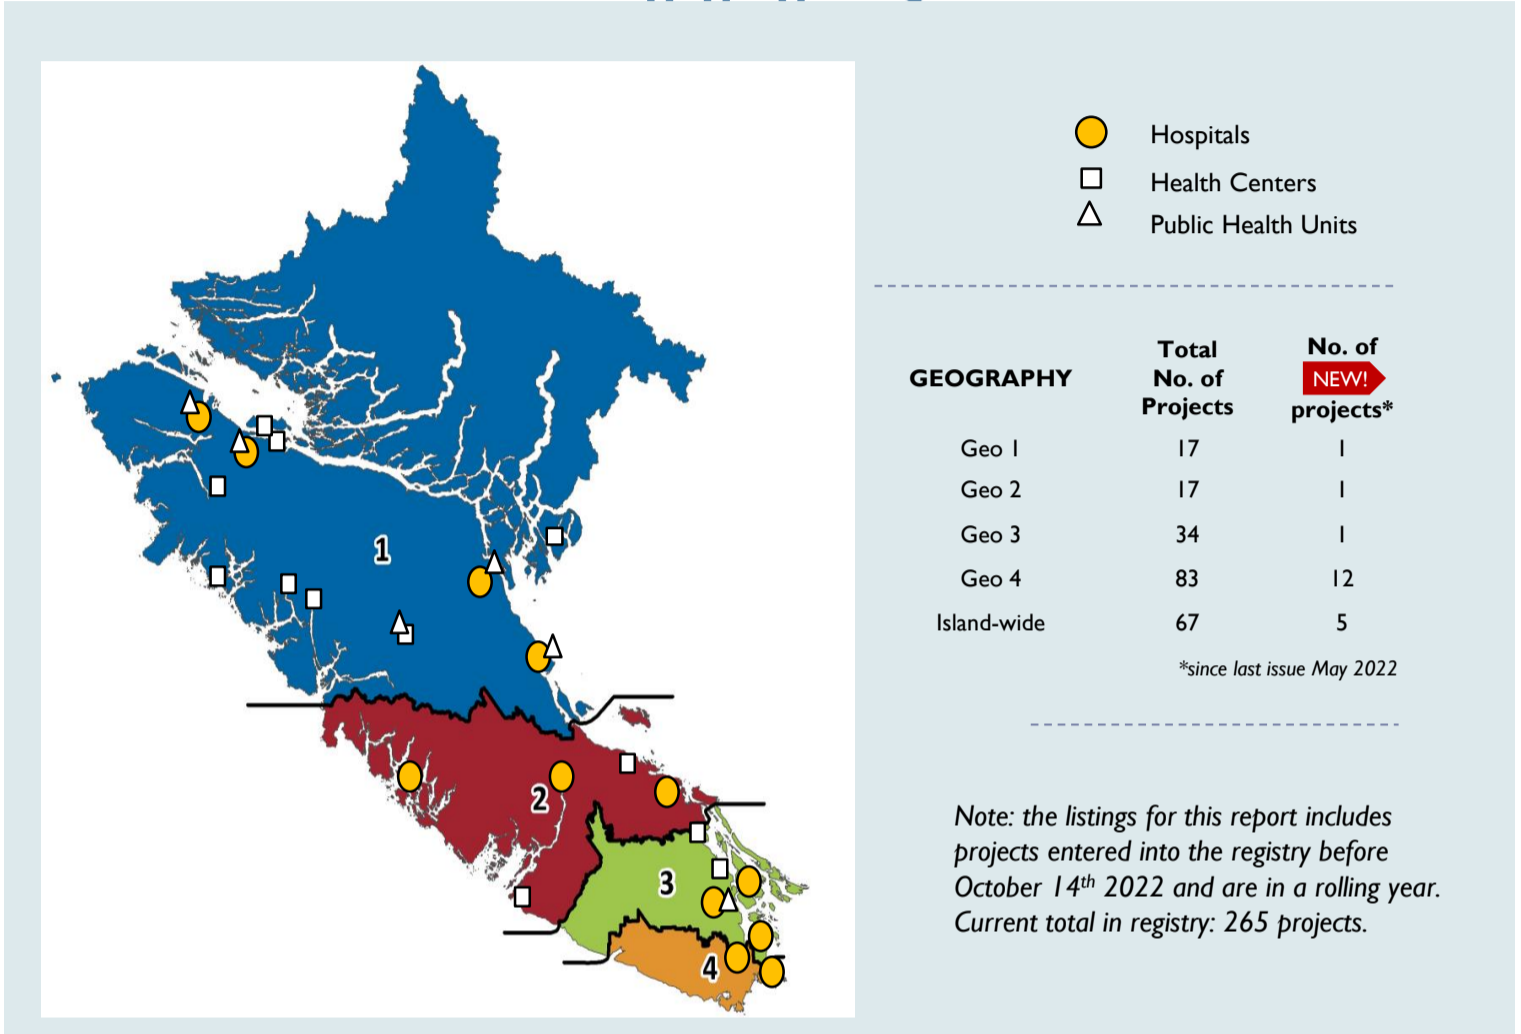 Hospitals
Health Centers
Public Health Units
GEOGRAPHY
Total
No. of
Projects
No. of
NEW!
projects*
Geo 1 17 1
Geo 2 17 1
Geo 3 34 1
Geo 4 83 12
Island-wide 67 5
*since last issue May 2022
Note: the listings for this report includes
projects entered into the registry before
October 14th 2022 and are in a rolling year.
Current total in registry: 265 projects.
1
2
3
4